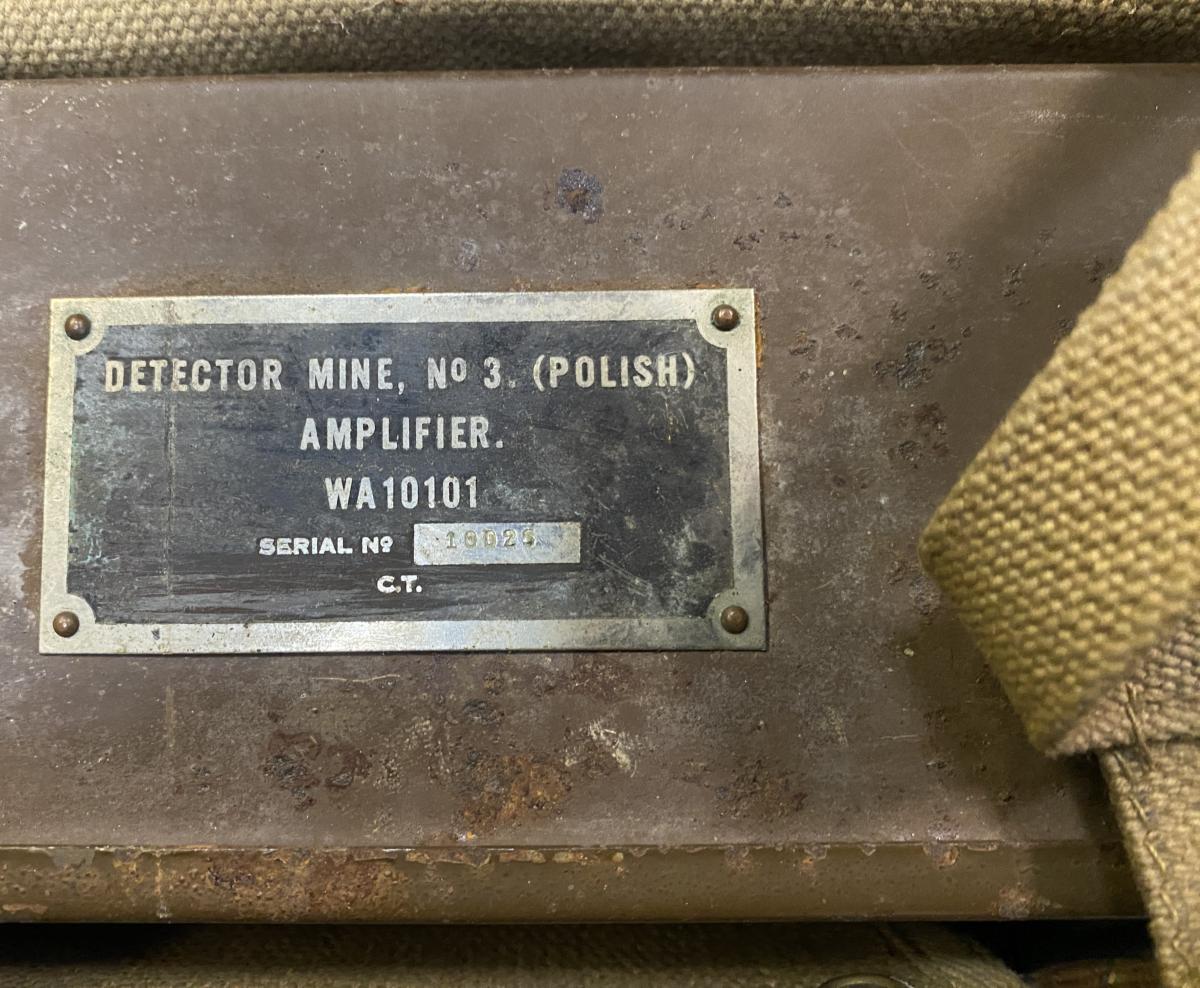 DETECTOR MINE, Nº 3. (POLISH)
AMPLIFIER.
WA10101
SERIAL Nº
C.T.